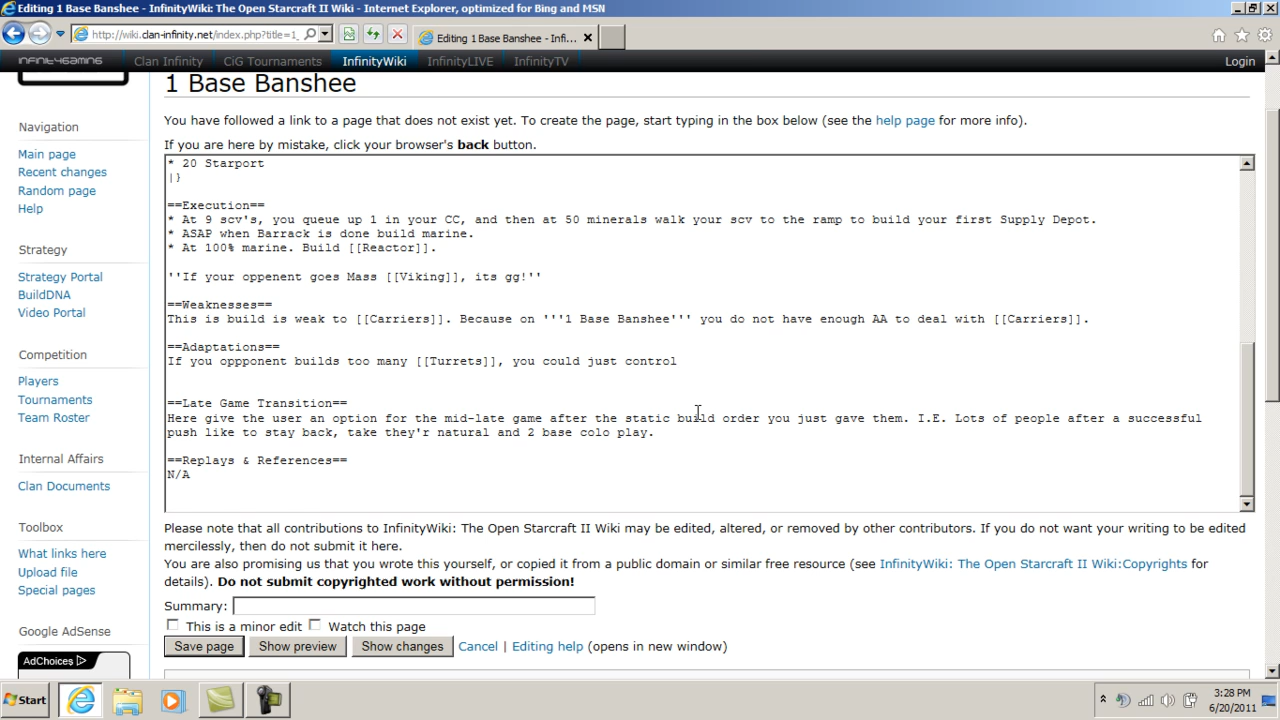 Editing 1 Base Banshee - InfinityWiki: The Open Starcraft II Wiki - Internet Explorer, optimized for Bing and MSN
http://wiki.clan-infinity.net/index.php?title=1_
Editing 1 Base Banshee - Infi...
Clan Infinity CiG Tournaments InfinityWiki InfinityLIVE InfinityTV Login
1 Base Banshee
You have followed a link to a page that does not exist yet. To create the page, start typing in the box below (see the help page for more info).
If you are here by mistake, click your browser's back button.
Navigation
Main page
Recent changes
Random page
Help
Strategy
Strategy Portal
BuildDNA
Video Portal
Competition
Players
Tournaments
Team Roster
Internal Affairs
Clan Documents
Toolbox
What links here
Upload file
Special pages
Google AdSense
AdChoices
* 20 Starport
|}
==Execution==
* At 9 scv's, you queue up 1 in your CC, and then at 50 minerals walk your scv to the ramp to build your first Supply Depot.
* ASAP when Barrack is done build marine.
* At 100% marine. Build [[Reactor]].
''If your oppenent goes Mass [[Viking]], its gg!''
==Weaknesses==
This is build is weak to [[Carriers]]. Because on '''1 Base Banshee''' you do not have enough AA to deal with [[Carriers]].
==Adaptations==
If you oppponent builds too many [[Turrets]], you could just control
==Late Game Transition==
Here give the user an option for the mid-late game after the static build order you just gave them. I.E. Lots of people after a successful
push like to stay back, take they'r natural and 2 base colo play.
==Replays & References==
N/A
Please note that all contributions to InfinityWiki: The Open Starcraft II Wiki may be edited, altered, or removed by other contributors. If you do not want your writing to be edited
mercilessly, then do not submit it here.
You are also promising us that you wrote this yourself, or copied it from a public domain or similar free resource (see InfinityWiki: The Open Starcraft II Wiki:Copyrights for
details). Do not submit copyrighted work without permission!
Summary:
This is a minor edit Watch this page
Save page Show preview Show changes Cancel | Editing help (opens in new window)
Start
3:28 PM
6/20/2011